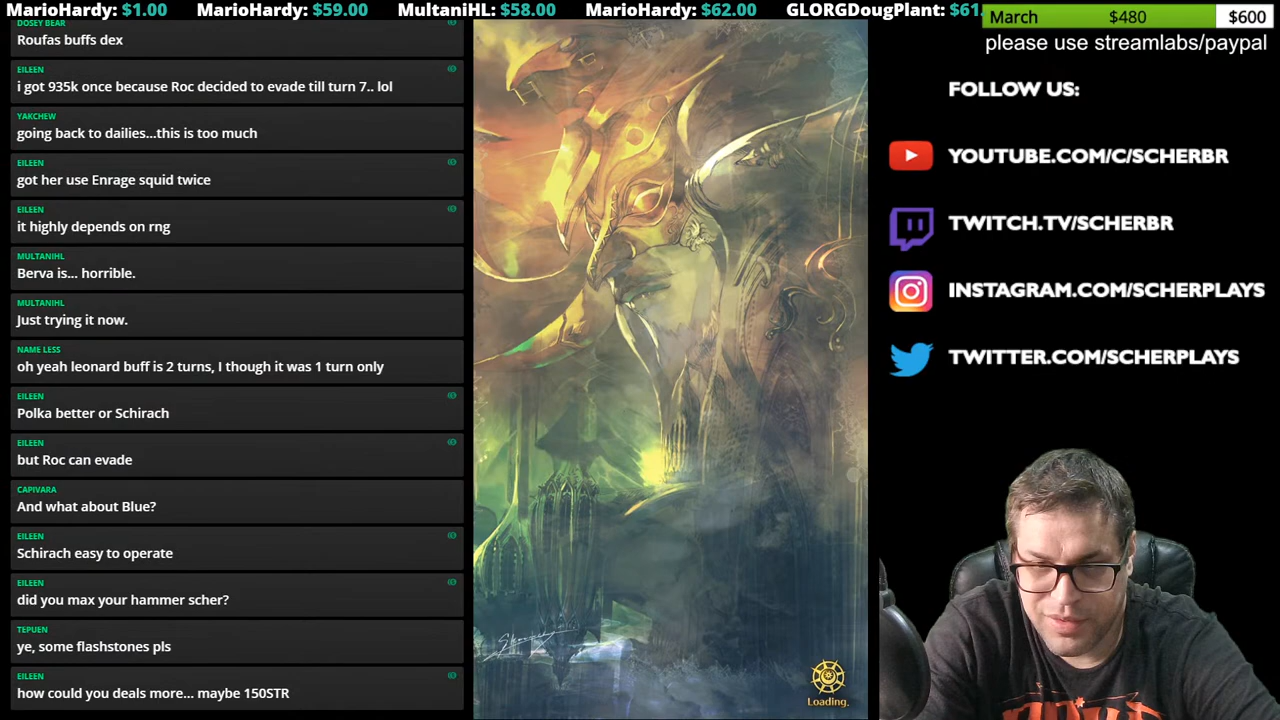 MarioHardy: $1.00 MarioHardy: $59.00 MultaniHL: $58.00 MarioHardy: $62.00 GLORGDougPlant: $61.
March $480 $600
please use streamlabs/paypal
DOSEY BEAR
Roufas buffs dex
EILEEN
i got 935k once because Roc decided to evade till turn 7.. lol
YAKCHEW
going back to dailies...this is too much
EILEEN
got her use Enrage squid twice
EILEEN
it highly depends on rng
MULTANIHL
Berva is... horrible.
MULTANIHL
Just trying it now.
NAME LESS
oh yeah leonard buff is 2 turns, I though it was 1 turn only
EILEEN
Polka better or Schirach
EILEEN
but Roc can evade
CAPIVARA
And what about Blue?
EILEEN
Schirach easy to operate
EILEEN
did you max your hammer scher?
TEPUEN
ye, some flashstones pls
EILEEN
how could you deals more... maybe 150STR
Loading.
FOLLOW US:
YOUTUBE.COM/C/SCHERBR
TWITCH.TV/SCHERBR
INSTAGRAM.COM/SCHERPLAYS
TWITTER.COM/SCHERPLAYS